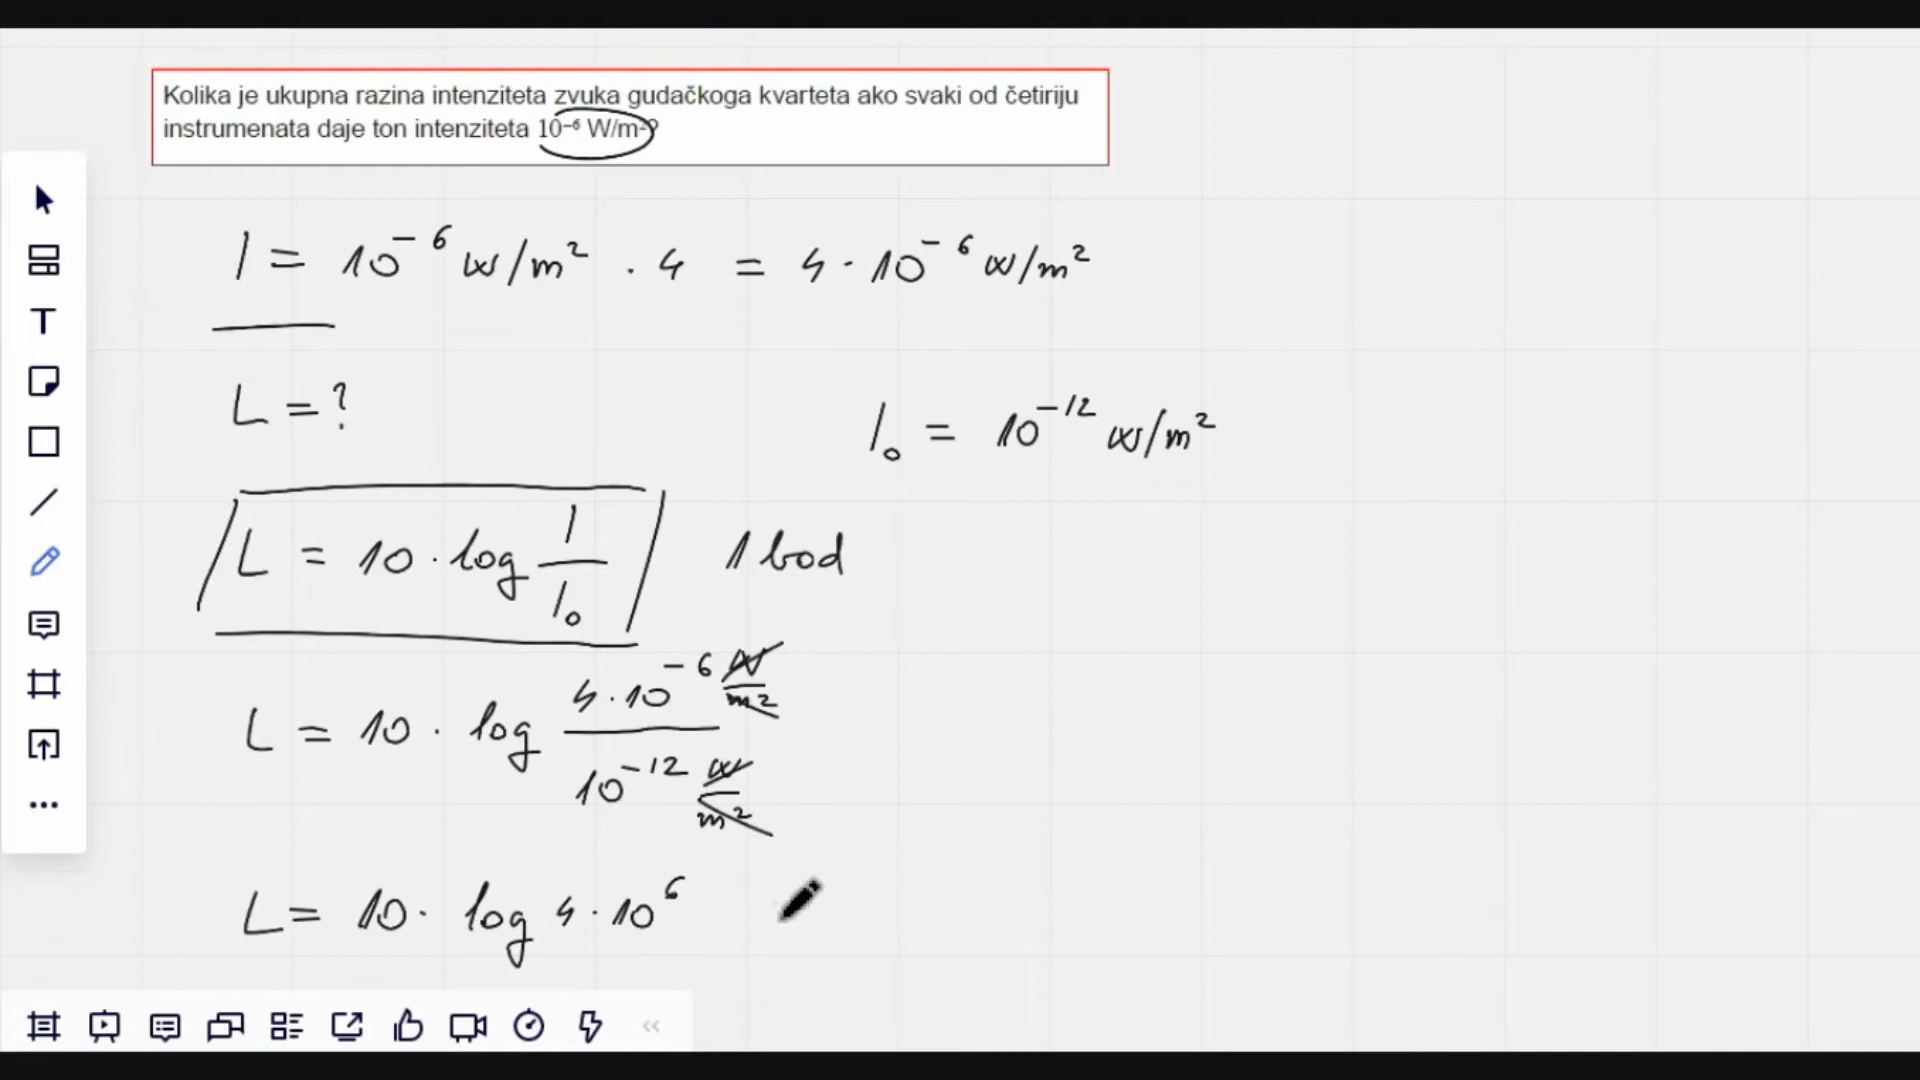 Kolika je ukupna razina intenziteta zvuka gudačkoga kvarteta ako svaki od četiriju
instrumenata daje ton intenziteta 10⁻⁶ W/m²?
I = 10⁻⁶ W/m² · 4 = 4 · 10⁻⁶ W/m²
L = ?
I₀ = 10⁻¹² W/m²
L = 10 · log I/I₀
1 bod
L = 10 · log 4 · 10⁻⁶ W/m² / 10⁻¹² W/m²
L = 10 · log 4 · 10⁶
T